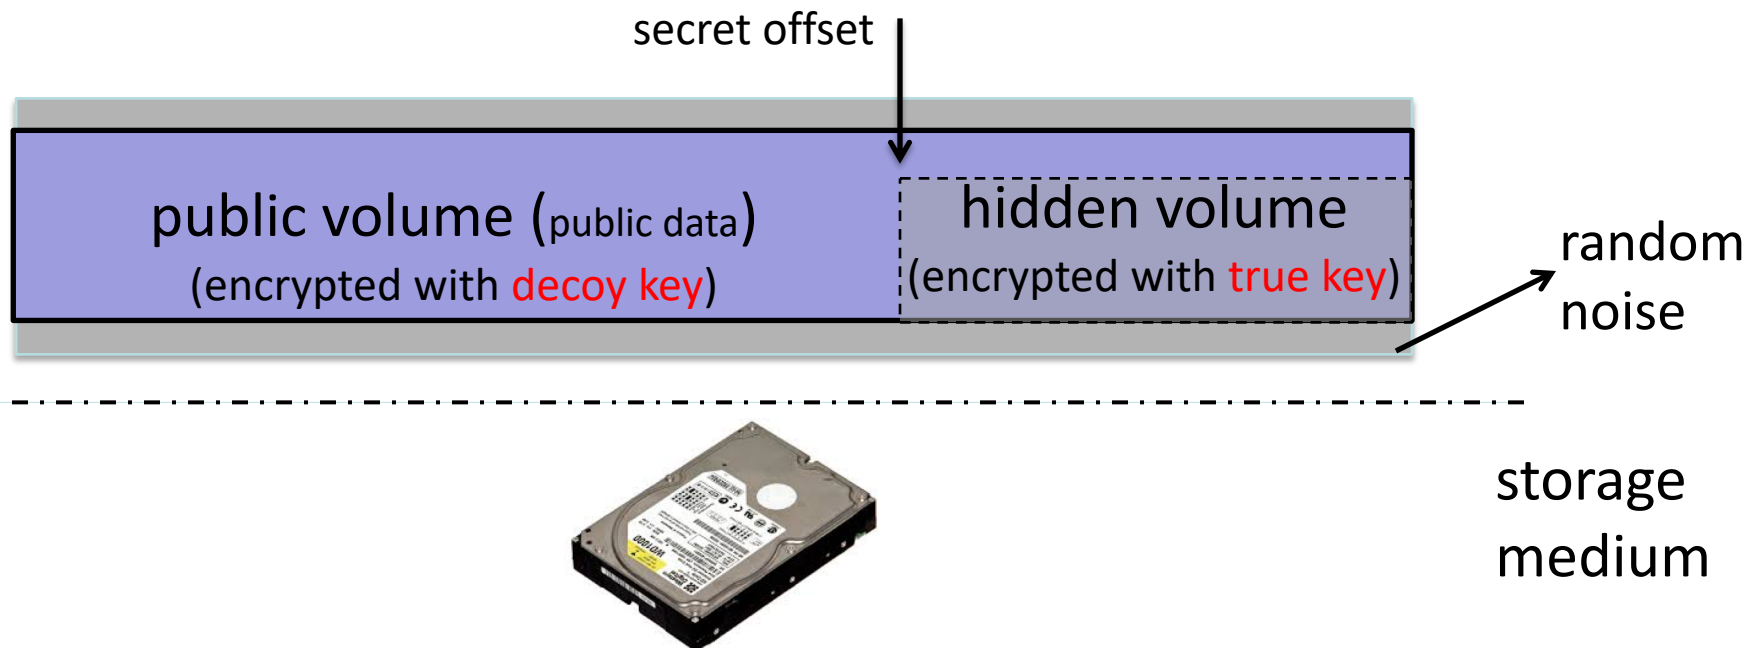 secret offset
public volume (public data)
(encrypted with decoy key)
hidden volume
(encrypted with true key)
random
noise
storage
medium
WD1000